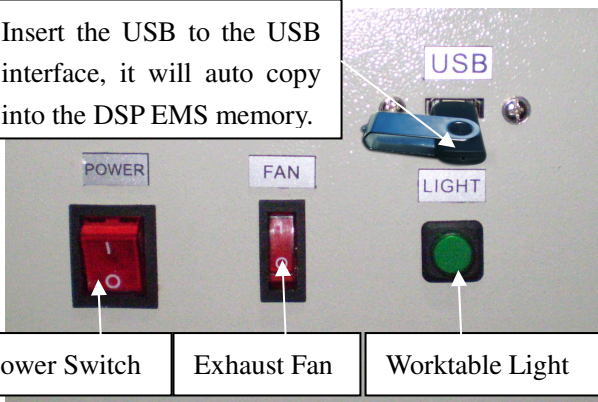 Insert the USB to the USB
interface, it will auto copy
into the DSP EMS memory.
USB
POWER
FAN
LIGHT
I
O
I
O
ower Switch
Exhaust Fan
Worktable Light